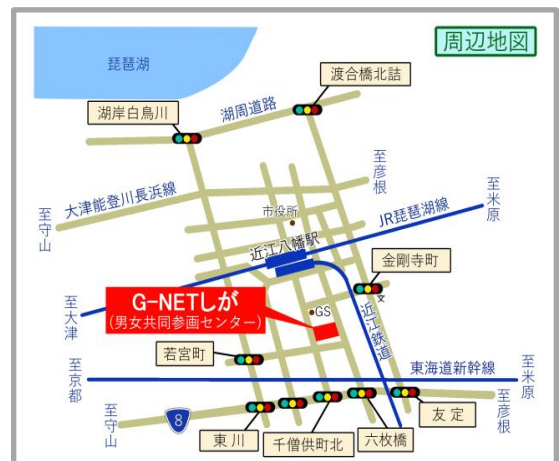 周辺地図
琵琶湖
渡合橋北詰
湖岸白鳥川
湖周道路
至彦根
大津能登川長浜線
至守山
市役所
至米原
JR琵琶湖線
近江八幡駅
金剛寺町
文
G-NETしが
(男女共同参画センター)
GS
至大津
近江鉄道
若宮町
東海道新幹線
至京都
至米原
至守山
8
東川
千僧供町北
六枚橋
友定
至彦根